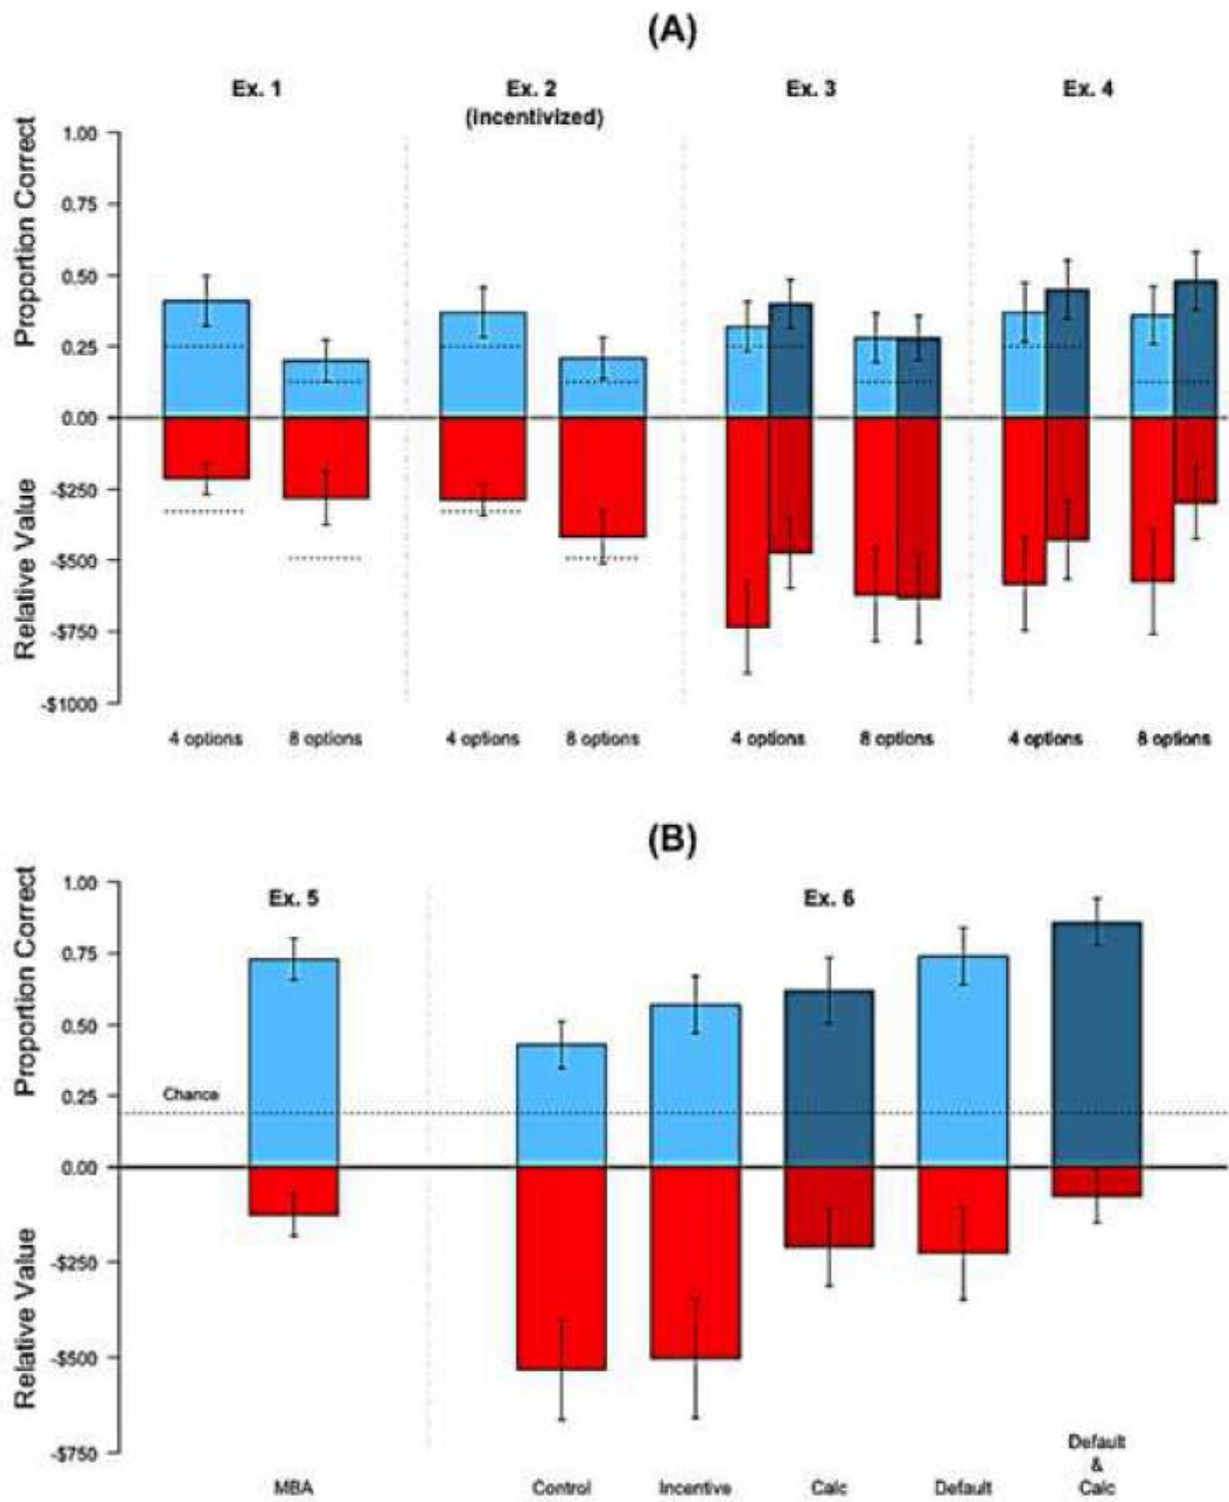 (A)
Ex. 1 Ex. 2 Ex. 3 Ex. 4
(incentivized)
Proportion Correct
1.00
0.75
0.50
0.25
0.00
Relative Value
-$250
-$500
-$750
-$1000
4 options 8 options 4 options 8 options 4 options 8 options 4 options 8 options
(B)
Ex. 5 Ex. 6
Proportion Correct
1.00
0.75
0.50
0.25
0.00
Chance
Relative Value
-$250
-$500
-$750
MBA Control Incentive Calc Default
Default
&
Calc